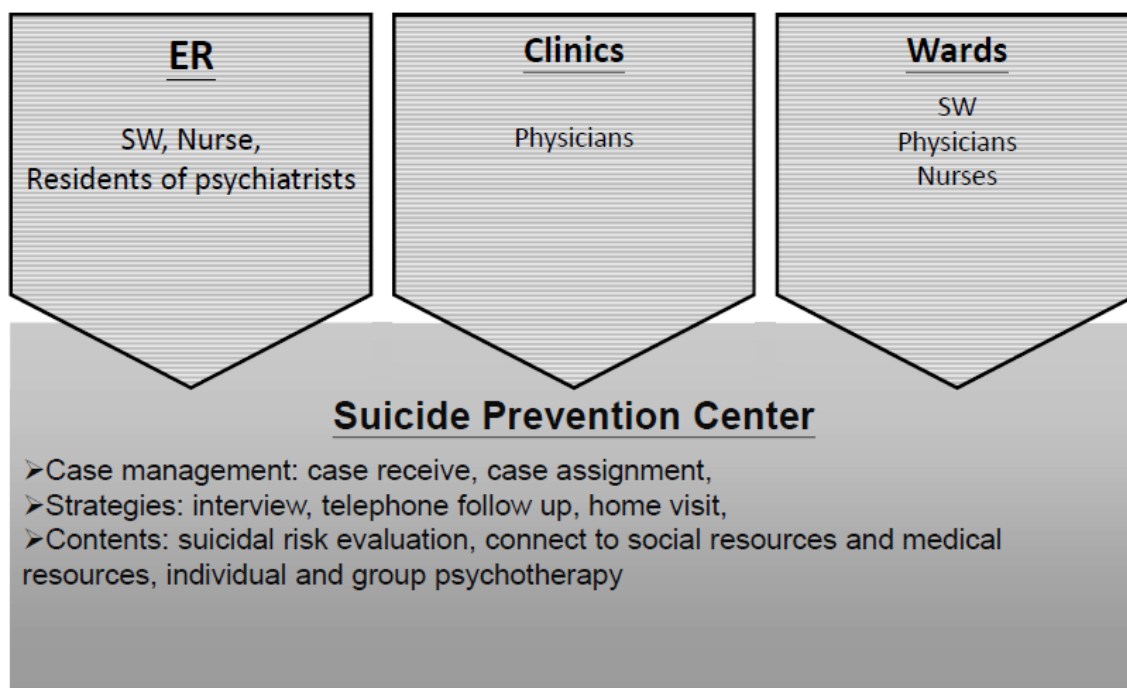 ER
SW, Nurse,
Residents of psychiatrists
Clinics
Physicians
Wards
SW
Physicians
Nurses
Suicide Prevention Center
➢Case management: case receive, case assignment,
➢Strategies: interview, telephone follow up, home visit,
➢Contents: suicidal risk evaluation, connect to social resources and medical
resources, individual and group psychotherapy